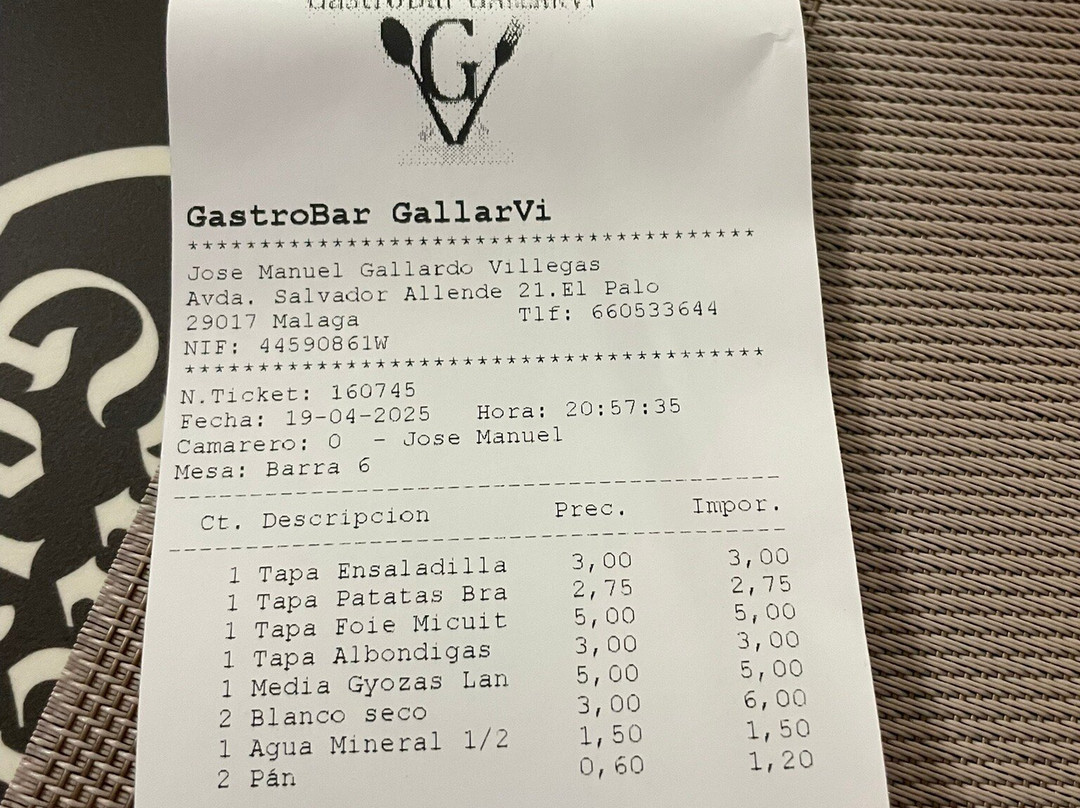 GastroBar GALLARVI
G
GastroBar GallarVi
****************************************
Jose Manuel Gallardo Villegas
Avda. Salvador Allende 21.El Palo
29017 Malaga Tlf: 660533644
NIF: 44590861W
****************************************
N.Ticket: 160745
Fecha: 19-04-2025 Hora: 20:57:35
Camarero: 0 - Jose Manuel
Mesa: Barra 6
Ct. Descripcion Prec. Impor.
1 Tapa Ensaladilla 3,00 3,00
1 Tapa Patatas Bra 2,75 2,75
1 Tapa Foie Micuit 5,00 5,00
1 Tapa Albondigas 3,00 3,00
1 Media Gyozas Lan 5,00 5,00
2 Blanco seco 3,00 6,00
1 Agua Mineral 1/2 1,50 1,50
2 Pán 0,60 1,20